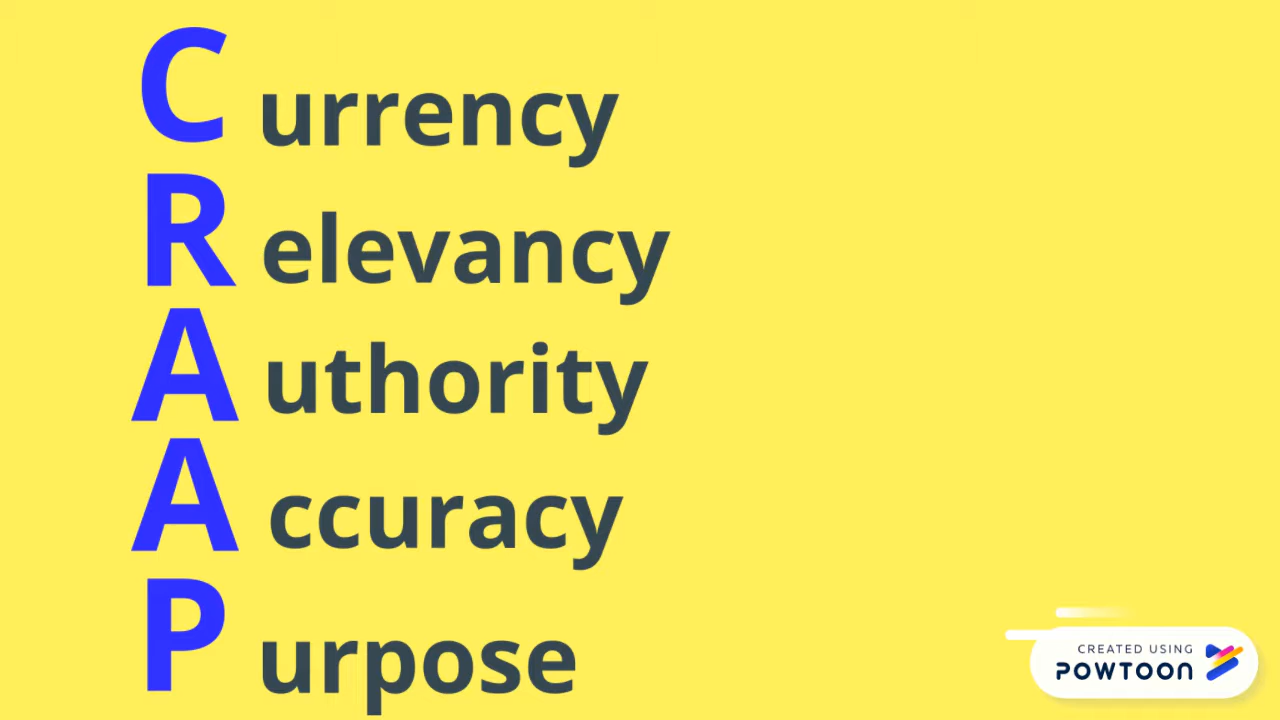 Currency
Relevancy
Authority
Accuracy
Purpose
CREATED USING
POWTOON